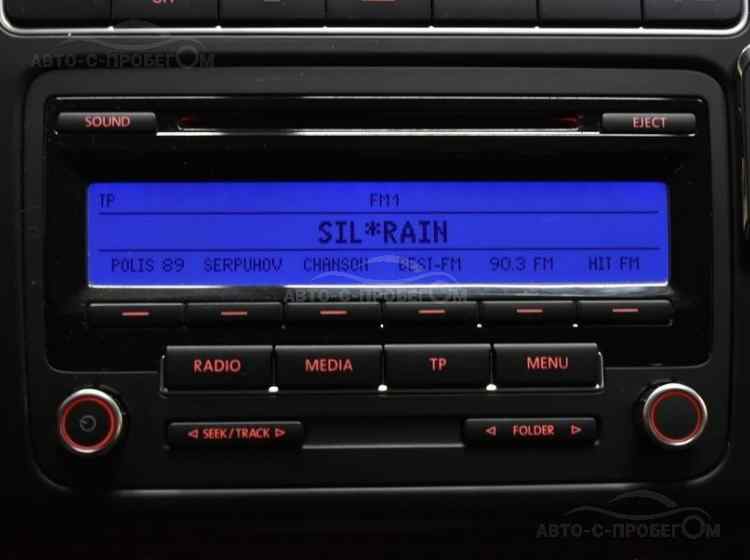 ON
АВТО-С-ПРОБЕГОМ
SOUND
EJECT
TP FM1
SIL*RAIN
POLIS 89 SERPUHOV CHANSON BEST-FM 90.3 FM HIT FM
АВТО-С-ПРОБЕГОМ
RADIO MEDIA TP MENU
SEEK/TRACK
FOLDER
АВТО-С-ПРОБЕГОМ